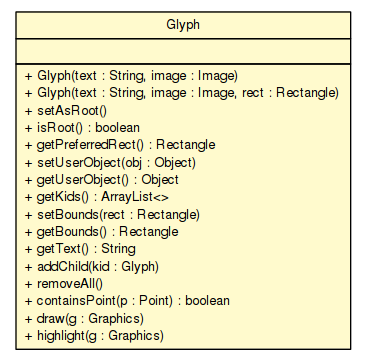 Glyph
+ Glyph(text : String, image : Image)
+ Glyph(text : String, image : Image, rect : Rectangle)
+ setAsRoot()
+ isRoot() : boolean
+ getPreferredRect() : Rectangle
+ setUserObject(obj : Object)
+ getUserObject() : Object
+ getKids() : ArrayList<>
+ setBounds(rect : Rectangle)
+ getBounds() : Rectangle
+ getText() : String
+ addChild(kid : Glyph)
+ removeAll()
+ containsPoint(p : Point) : boolean
+ draw(g : Graphics)
+ highlight(g : Graphics)